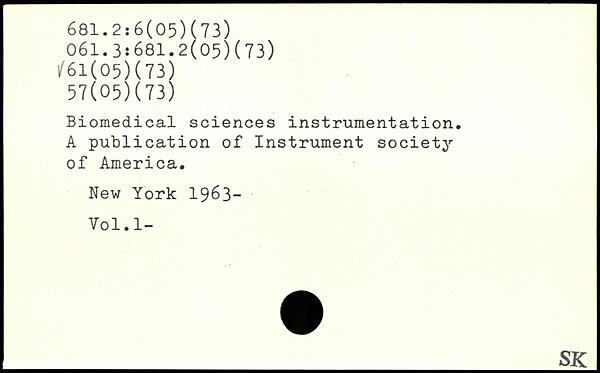 681.2:6(05)(73)
061.3:681.2(05)(73)
√61(05)(73)
57(05)(73)
Biomedical sciences instrumentation.
A publication of Instrument society
of America.
New York 1963-
Vol.1-
SK